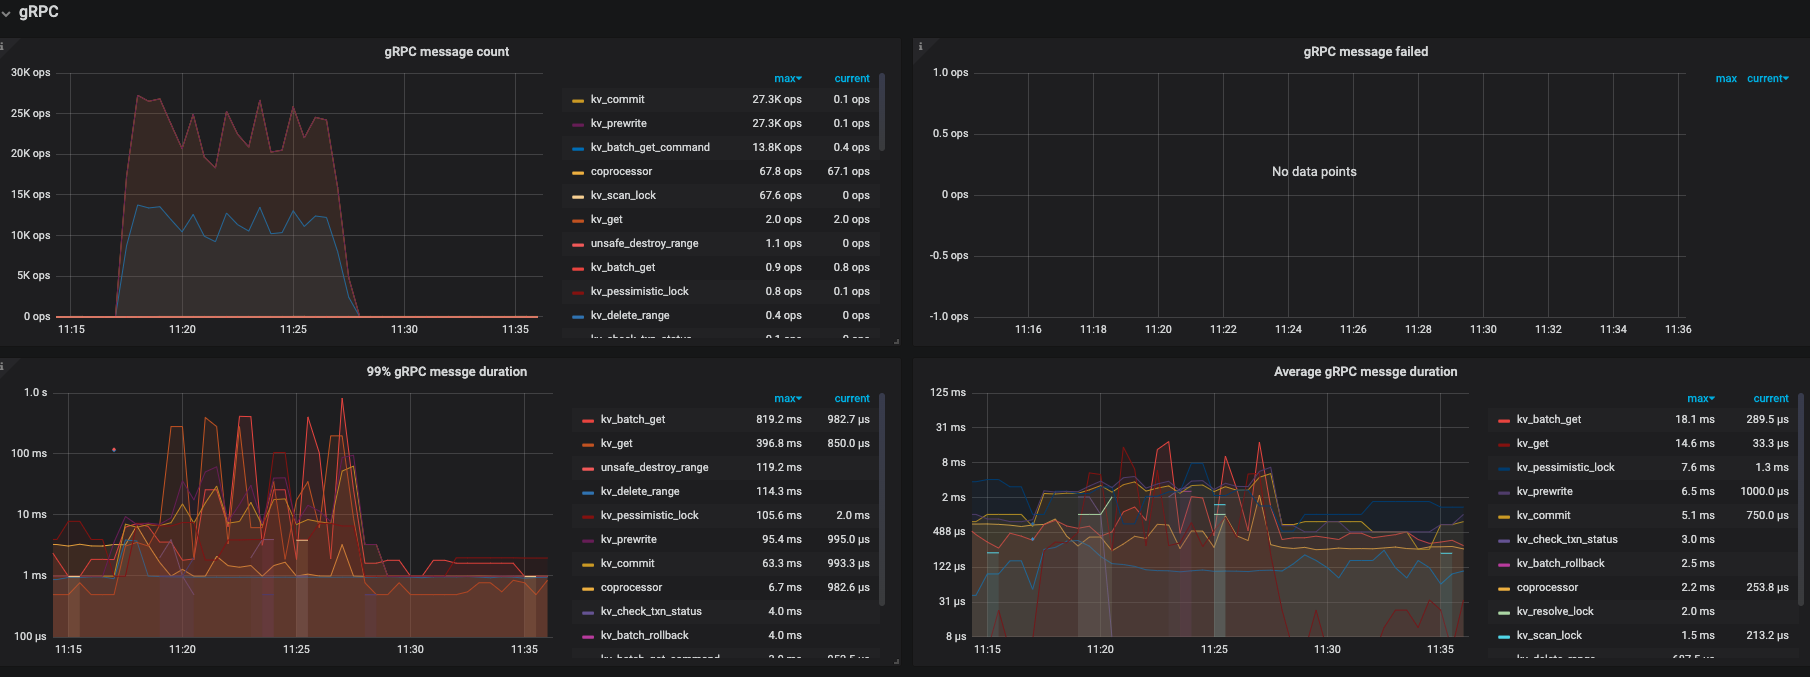 gRPC
gRPC message count
30K ops
25K ops
20K ops
15K ops
10K ops
5K ops
0 ops
11:15 11:20 11:25 11:30 11:35
max current
kv_commit 27.3K ops 0.1 ops
kv_prewrite 27.3K ops 0.1 ops
kv_batch_get_command 13.8K ops 0.4 ops
coprocessor 67.8 ops 67.1 ops
kv_scan_lock 67.6 ops 0 ops
kv_get 2.0 ops 2.0 ops
unsafe_destroy_range 1.1 ops 0 ops
kv_batch_get 0.9 ops 0.8 ops
kv_pessimistic_lock 0.8 ops 0.1 ops
kv_delete_range 0.4 ops 0 ops
gRPC message failed
1.0 ops
0.5 ops
0 ops
-0.5 ops
-1.0 ops
No data points
11:16 11:18 11:20 11:22 11:24 11:26 11:28 11:30 11:32 11:34 11:36
max current
99% gRPC messge duration
1.0 s
100 ms
10 ms
1 ms
100 µs
11:15 11:20 11:25 11:30 11:35
max current
kv_batch_get 819.2 ms 982.7 µs
kv_get 396.8 ms 850.0 µs
unsafe_destroy_range 119.2 ms
kv_delete_range 114.3 ms
kv_pessimistic_lock 105.6 ms 2.0 ms
kv_prewrite 95.4 ms 995.0 µs
kv_commit 63.3 ms 993.3 µs
coprocessor 6.7 ms 982.6 µs
kv_check_txn_status 4.0 ms
kv_batch_rollback 4.0 ms
Average gRPC messge duration
125 ms
31 ms
8 ms
2 ms
488 µs
122 µs
31 µs
8 µs
11:15 11:20 11:25 11:30 11:35
max current
kv_batch_get 18.1 ms 289.5 µs
kv_get 14.6 ms 33.3 µs
kv_pessimistic_lock 7.6 ms 1.3 ms
kv_prewrite 6.5 ms 1000.0 µs
kv_commit 5.1 ms 750.0 µs
kv_check_txn_status 3.0 ms
kv_batch_rollback 2.5 ms
coprocessor 2.2 ms 253.8 µs
kv_resolve_lock 2.0 ms
kv_scan_lock 1.5 ms 213.2 µs